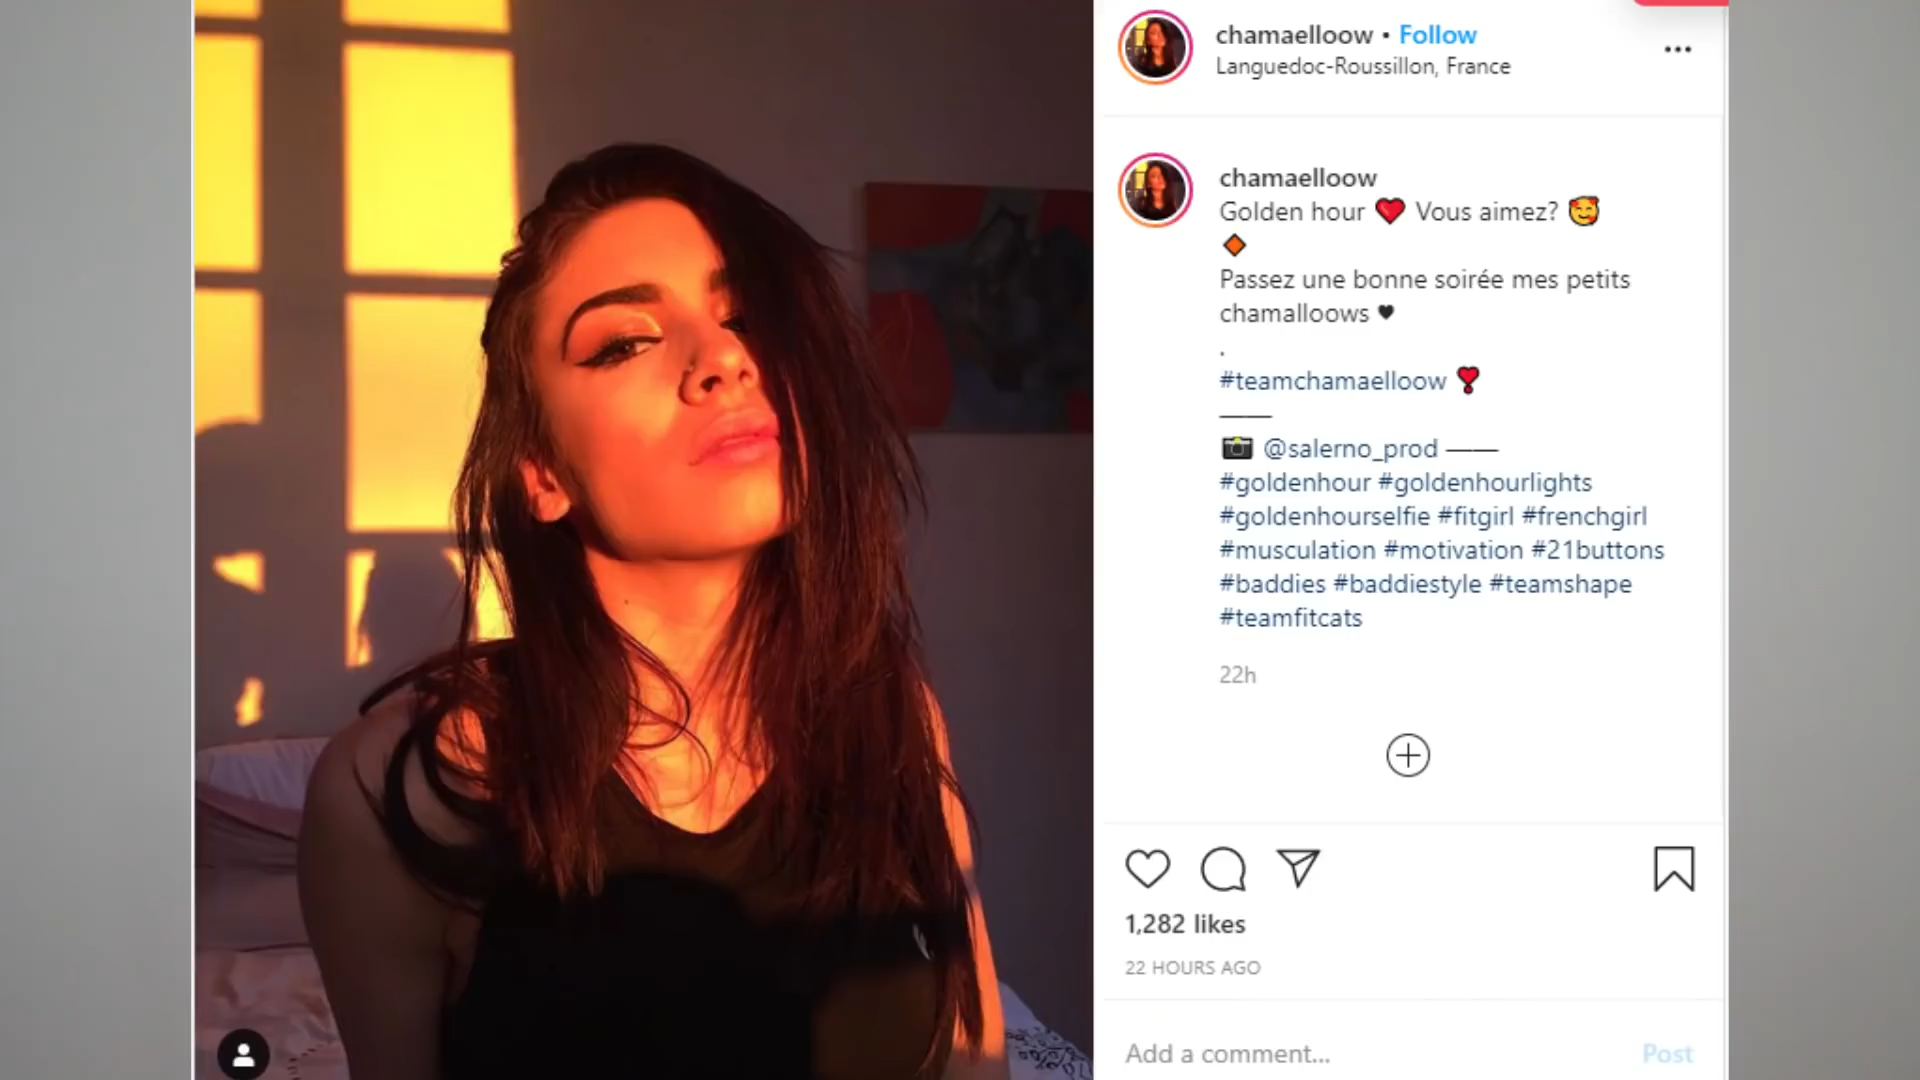 chamaelloow • Follow
Languedoc-Roussillon, France
chamaelloow
Golden hour ❤️ Vous aimez? 🥰
🔸
Passez une bonne soirée mes petits
chamalloows ♥
.
#teamchamaelloow ❣️
——
📷 @salerno_prod ——
#goldenhour #goldenhourlights
#goldenhourselfie #fitgirl #frenchgirl
#musculation #motivation #21buttons
#baddies #baddiestyle #teamshape
#teamfitcats
22h
1,282 likes
22 HOURS AGO
Add a comment... Post